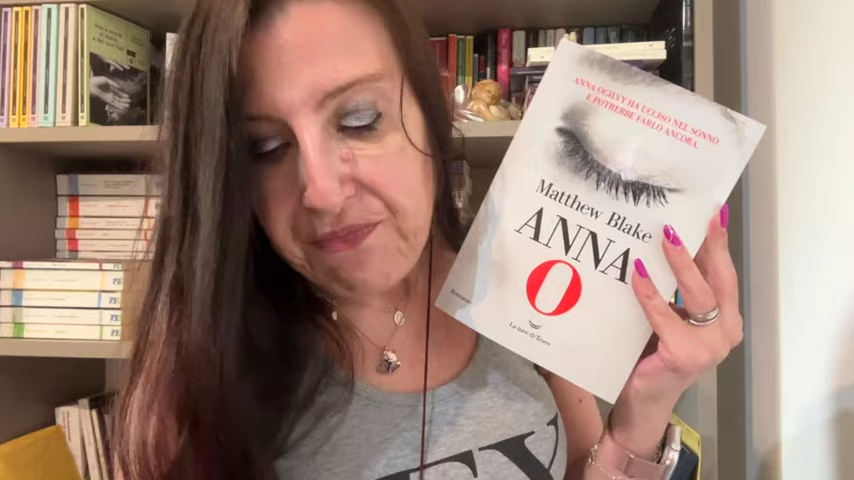 ANNA OGILVY HA UCCISO NEL SONNO
E POTREBBE FARLO ANCORA.
Matthew Blake
ANNA
O
Romanzo
La nave di Teseo